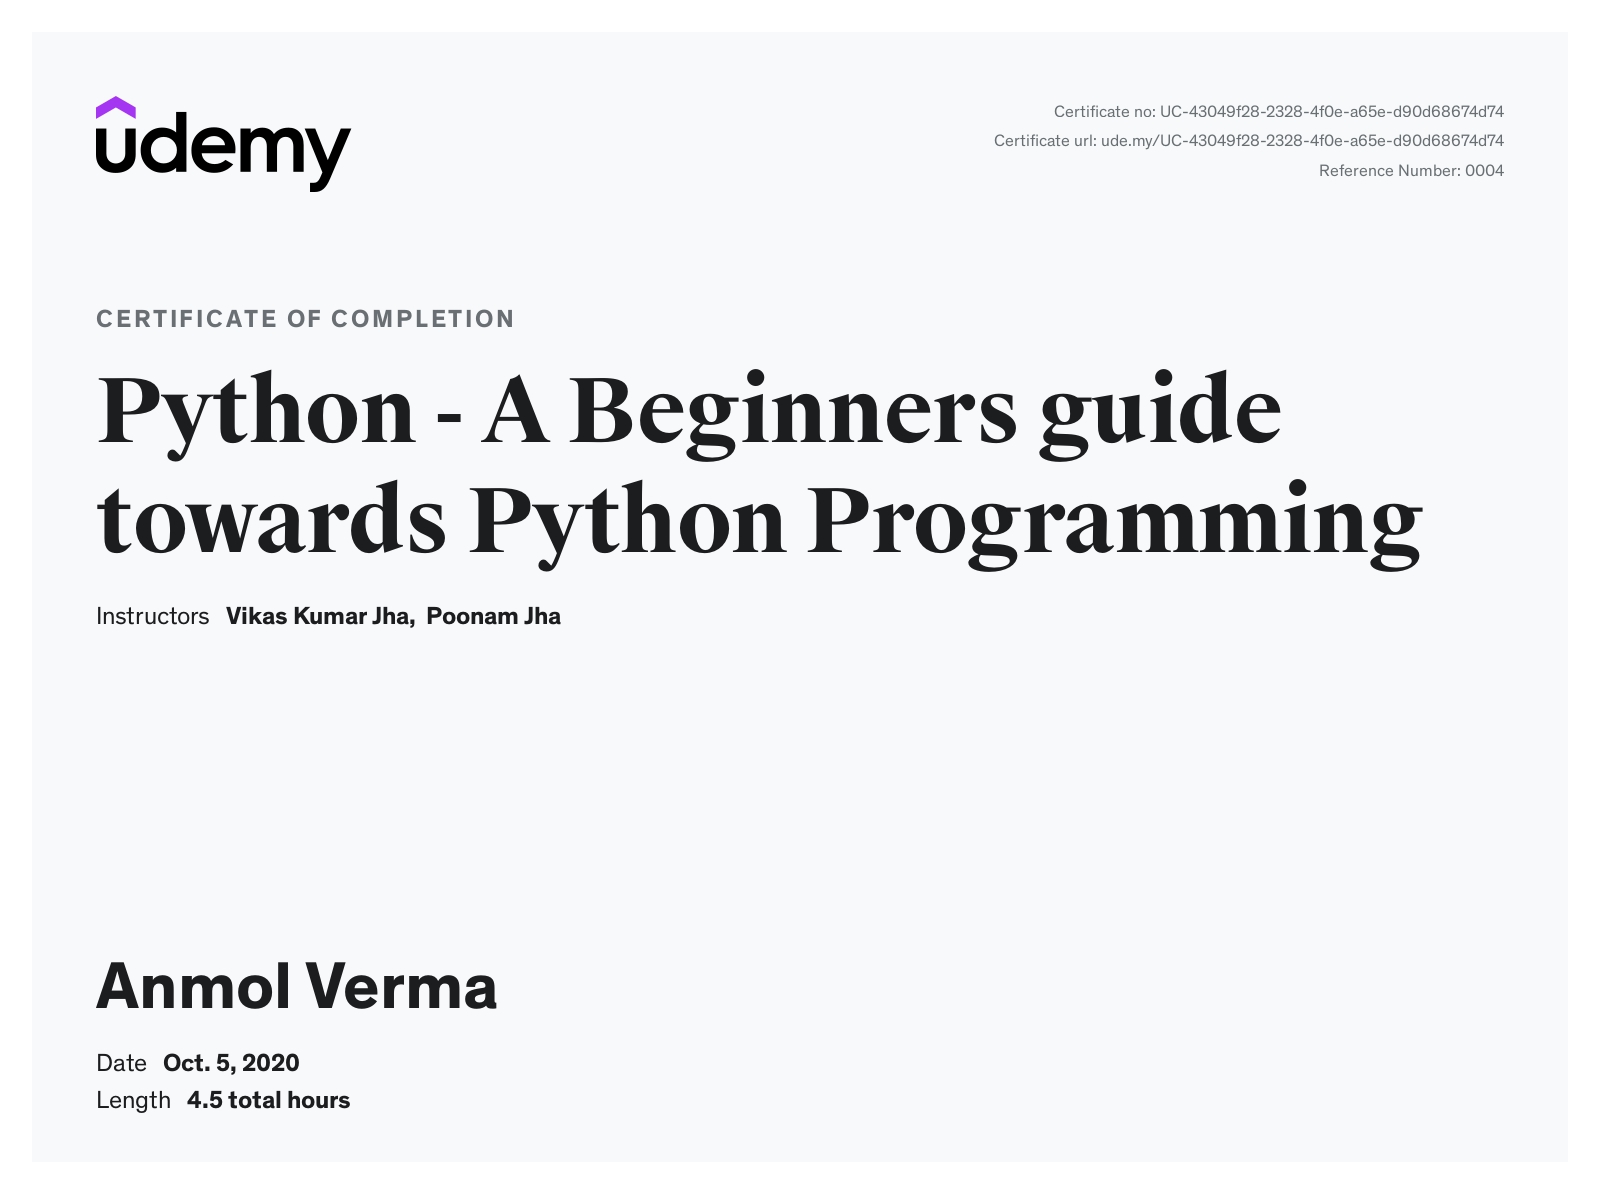 udemy
Certificate no: UC-43049f28-2328-4f0e-a65e-d90d68674d74
Certificate url: ude.my/UC-43049f28-2328-4f0e-a65e-d90d68674d74
Reference Number: 0004
CERTIFICATE OF COMPLETION
Python - A Beginners guide
towards Python Programming
Instructors Vikas Kumar Jha, Poonam Jha
Anmol Verma
Date Oct. 5, 2020
Length 4.5 total hours